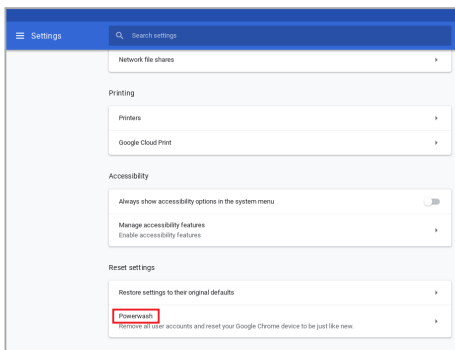 Settings
Search settings
Network file shares
Printing
Printers
Google Cloud Print
Accessibility
Always show accessibility options in the system menu
Manage accessibility features
Enable accessibility features
Reset settings
Restore settings to their original defaults
Powerwash
Remove all user accounts and reset your Google Chrome device to be just like new.